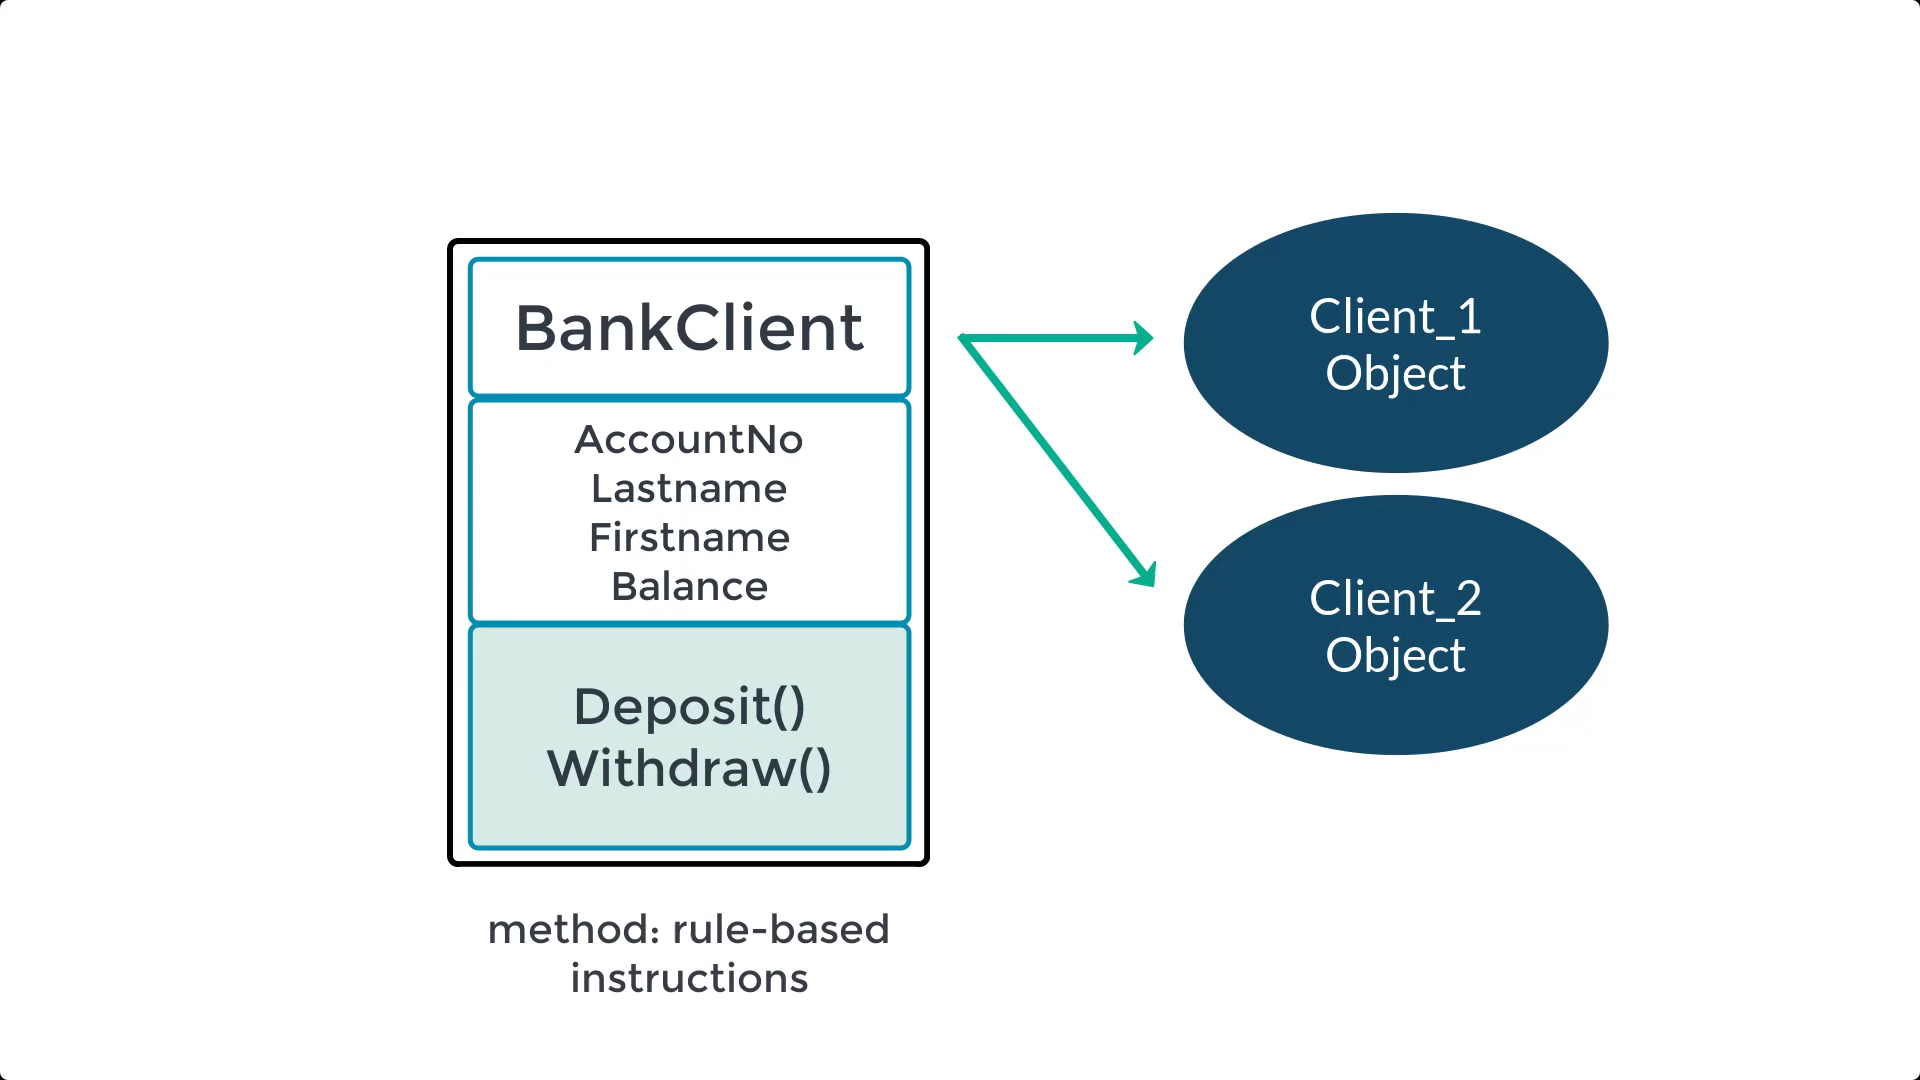 BankClient
AccountNo
Lastname
Firstname
Balance
Deposit()
Withdraw()
method: rule-based
instructions
Client_1
Object
Client_2
Object